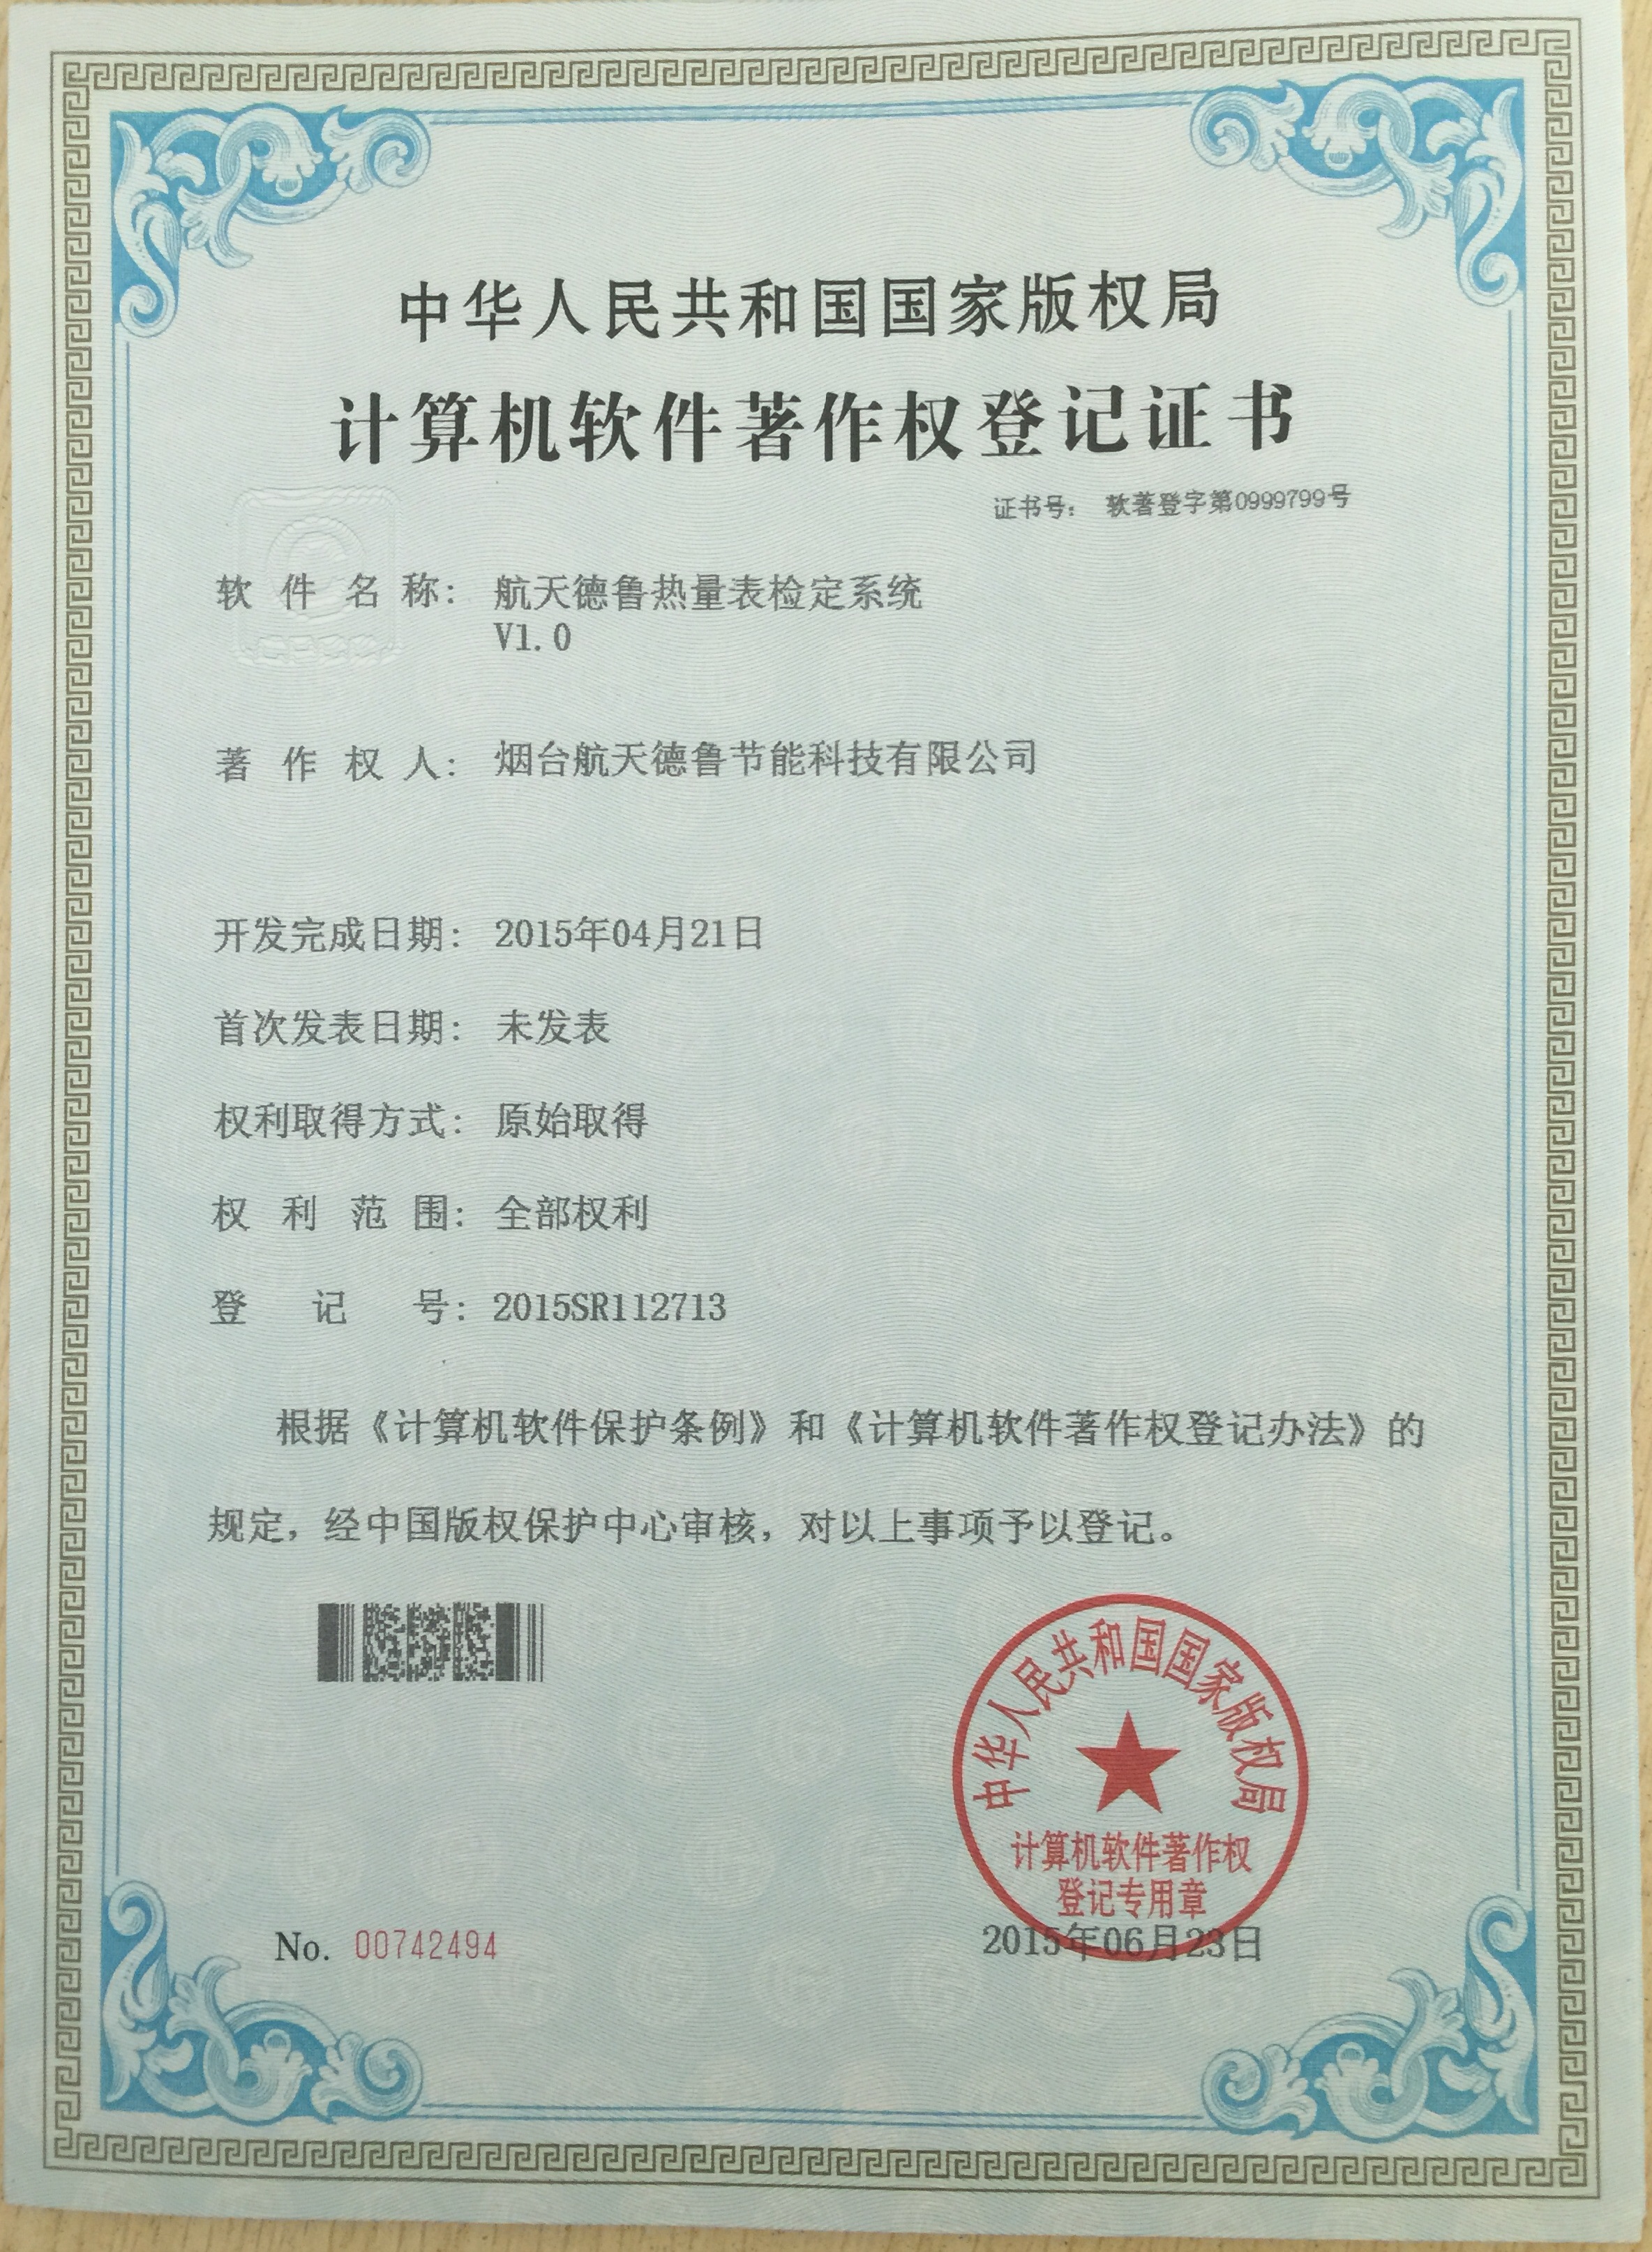 中华人民共和国国家版权局
计算机软件著作权登记证书
证书号： 软著登字第0999799号
软件名称： 航天德鲁热量表检定系统
V1.0
著作权人： 烟台航天德鲁节能科技有限公司
开发完成日期： 2015年04月21日
首次发表日期： 未发表
权利取得方式： 原始取得
权利范围： 全部权利
登记号： 2015SR112713
根据《计算机软件保护条例》和《计算机软件著作权登记办法》的
规定，经中国版权保护中心审核，对以上事项予以登记。
中华人民共和国国家版权局
计算机软件著作权
登记专用章
No. 00742494
2015年06月23日